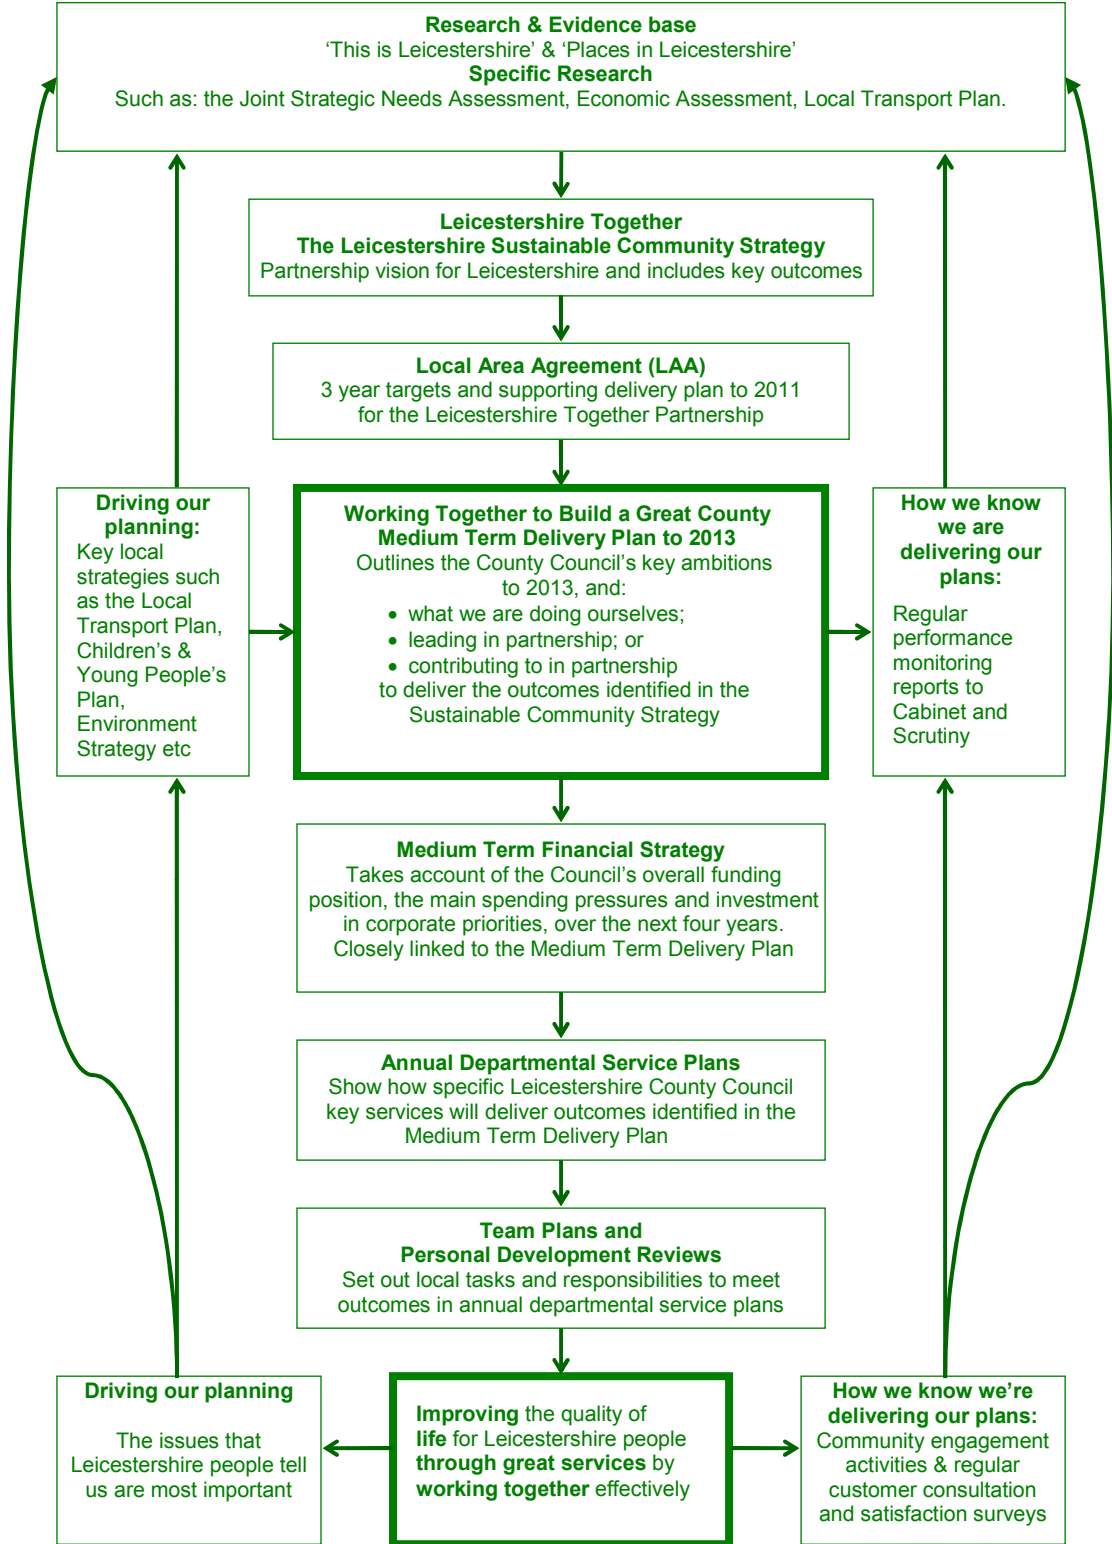 Research & Evidence base
‘This is Leicestershire’ & ‘Places in Leicestershire’
Specific Research
Such as: the Joint Strategic Needs Assessment, Economic Assessment, Local Transport Plan.
Leicestershire Together
The Leicestershire Sustainable Community Strategy
Partnership vision for Leicestershire and includes key outcomes
Local Area Agreement (LAA)
3 year targets and supporting delivery plan to 2011
for the Leicestershire Together Partnership
Driving our
planning:
Key local
strategies such
as the Local
Transport Plan,
Children’s &
Young People’s
Plan,
Environment
Strategy etc
Working Together to Build a Great County
Medium Term Delivery Plan to 2013
Outlines the County Council’s key ambitions
to 2013, and:
• what we are doing ourselves;
• leading in partnership; or
• contributing to in partnership
to deliver the outcomes identified in the
Sustainable Community Strategy
How we know
we are
delivering our
plans:
Regular
performance
monitoring
reports to
Cabinet and
Scrutiny
Medium Term Financial Strategy
Takes account of the Council’s overall funding
position, the main spending pressures and investment
in corporate priorities, over the next four years.
Closely linked to the Medium Term Delivery Plan
Annual Departmental Service Plans
Show how specific Leicestershire County Council
key services will deliver outcomes identified in the
Medium Term Delivery Plan
Team Plans and
Personal Development Reviews
Set out local tasks and responsibilities to meet
outcomes in annual departmental service plans
Driving our planning
The issues that
Leicestershire people tell
us are most important
Improving the quality of
life for Leicestershire people
through great services by
working together effectively
How we know we’re
delivering our plans:
Community engagement
activities & regular
customer consultation
and satisfaction surveys